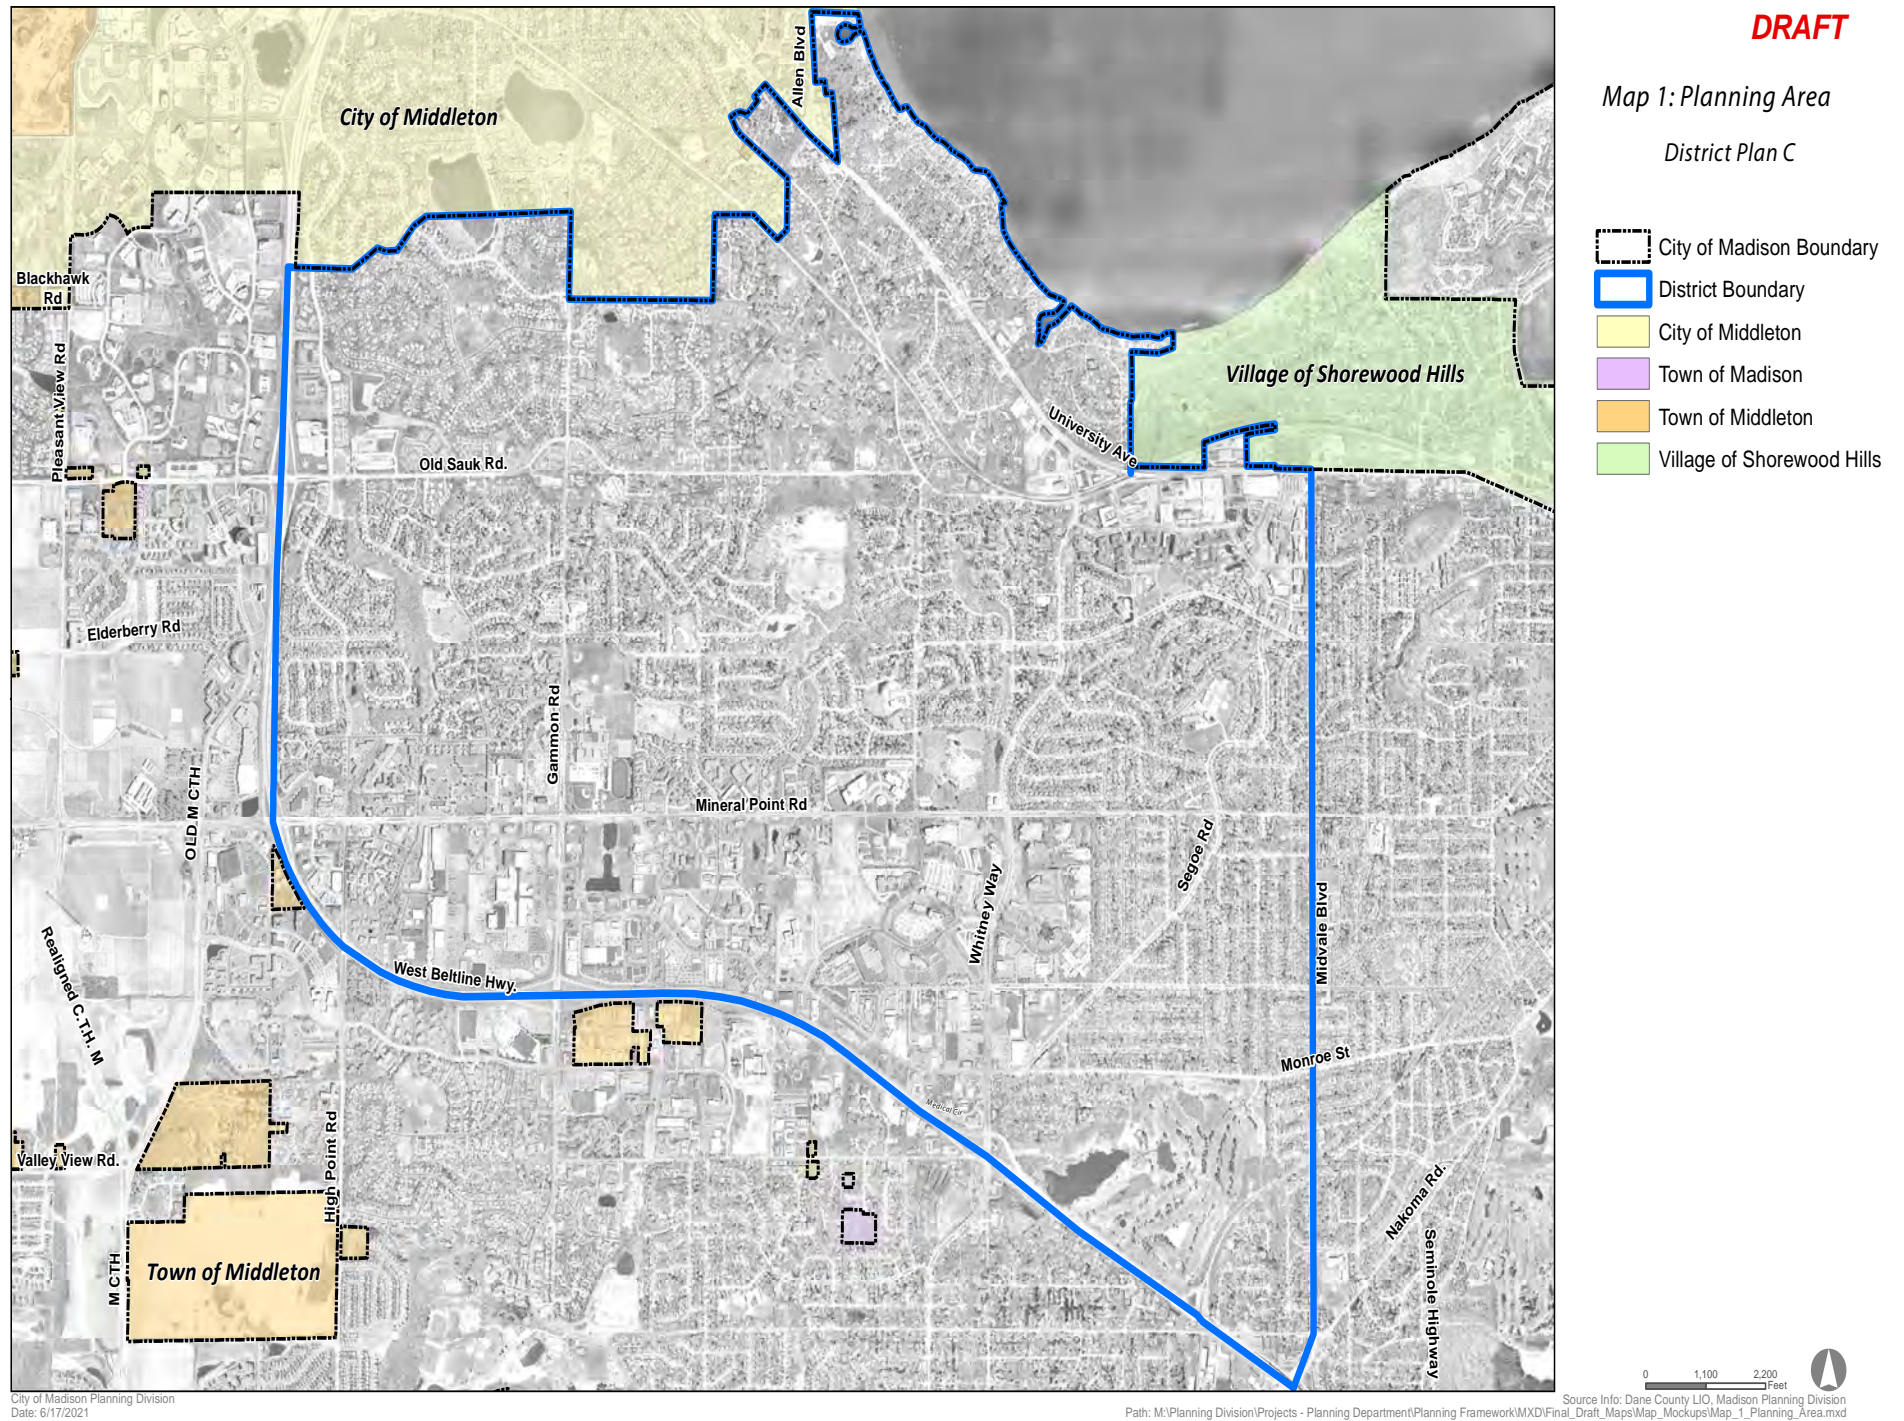 DRAFT
Map 1: Planning Area
District Plan C
City of Madison Boundary
District Boundary
City of Middleton
Town of Madison
Town of Middleton
Village of Shorewood Hills
Allen Blvd
City of Middleton
Blackhawk
Rd
Pleasant View Rd
Village of Shorewood Hills
University Ave
Old Sauk Rd.
Elderberry Rd
Gammon Rd
OLD M CTH
Mineral Point Rd
Segoe Rd
Whitney Way
Midvale Blvd
Realigned C.T.H. M
West Beltline Hwy.
Monroe St
Medical Cir
High Point Rd
Valley View Rd.
Nakoma Rd.
Seminole Highway
M CTH
Town of Middleton
0 1,100 2,200
Feet
City of Madison Planning Division
Date: 6/17/2021
Source Info: Dane County LIO, Madison Planning Division
Path: M:\Planning Division\Projects - Planning Department\Planning Framework\MXD\Final_Draft_Maps\Map_Mockups\Map_1_Planning_Area.mxd